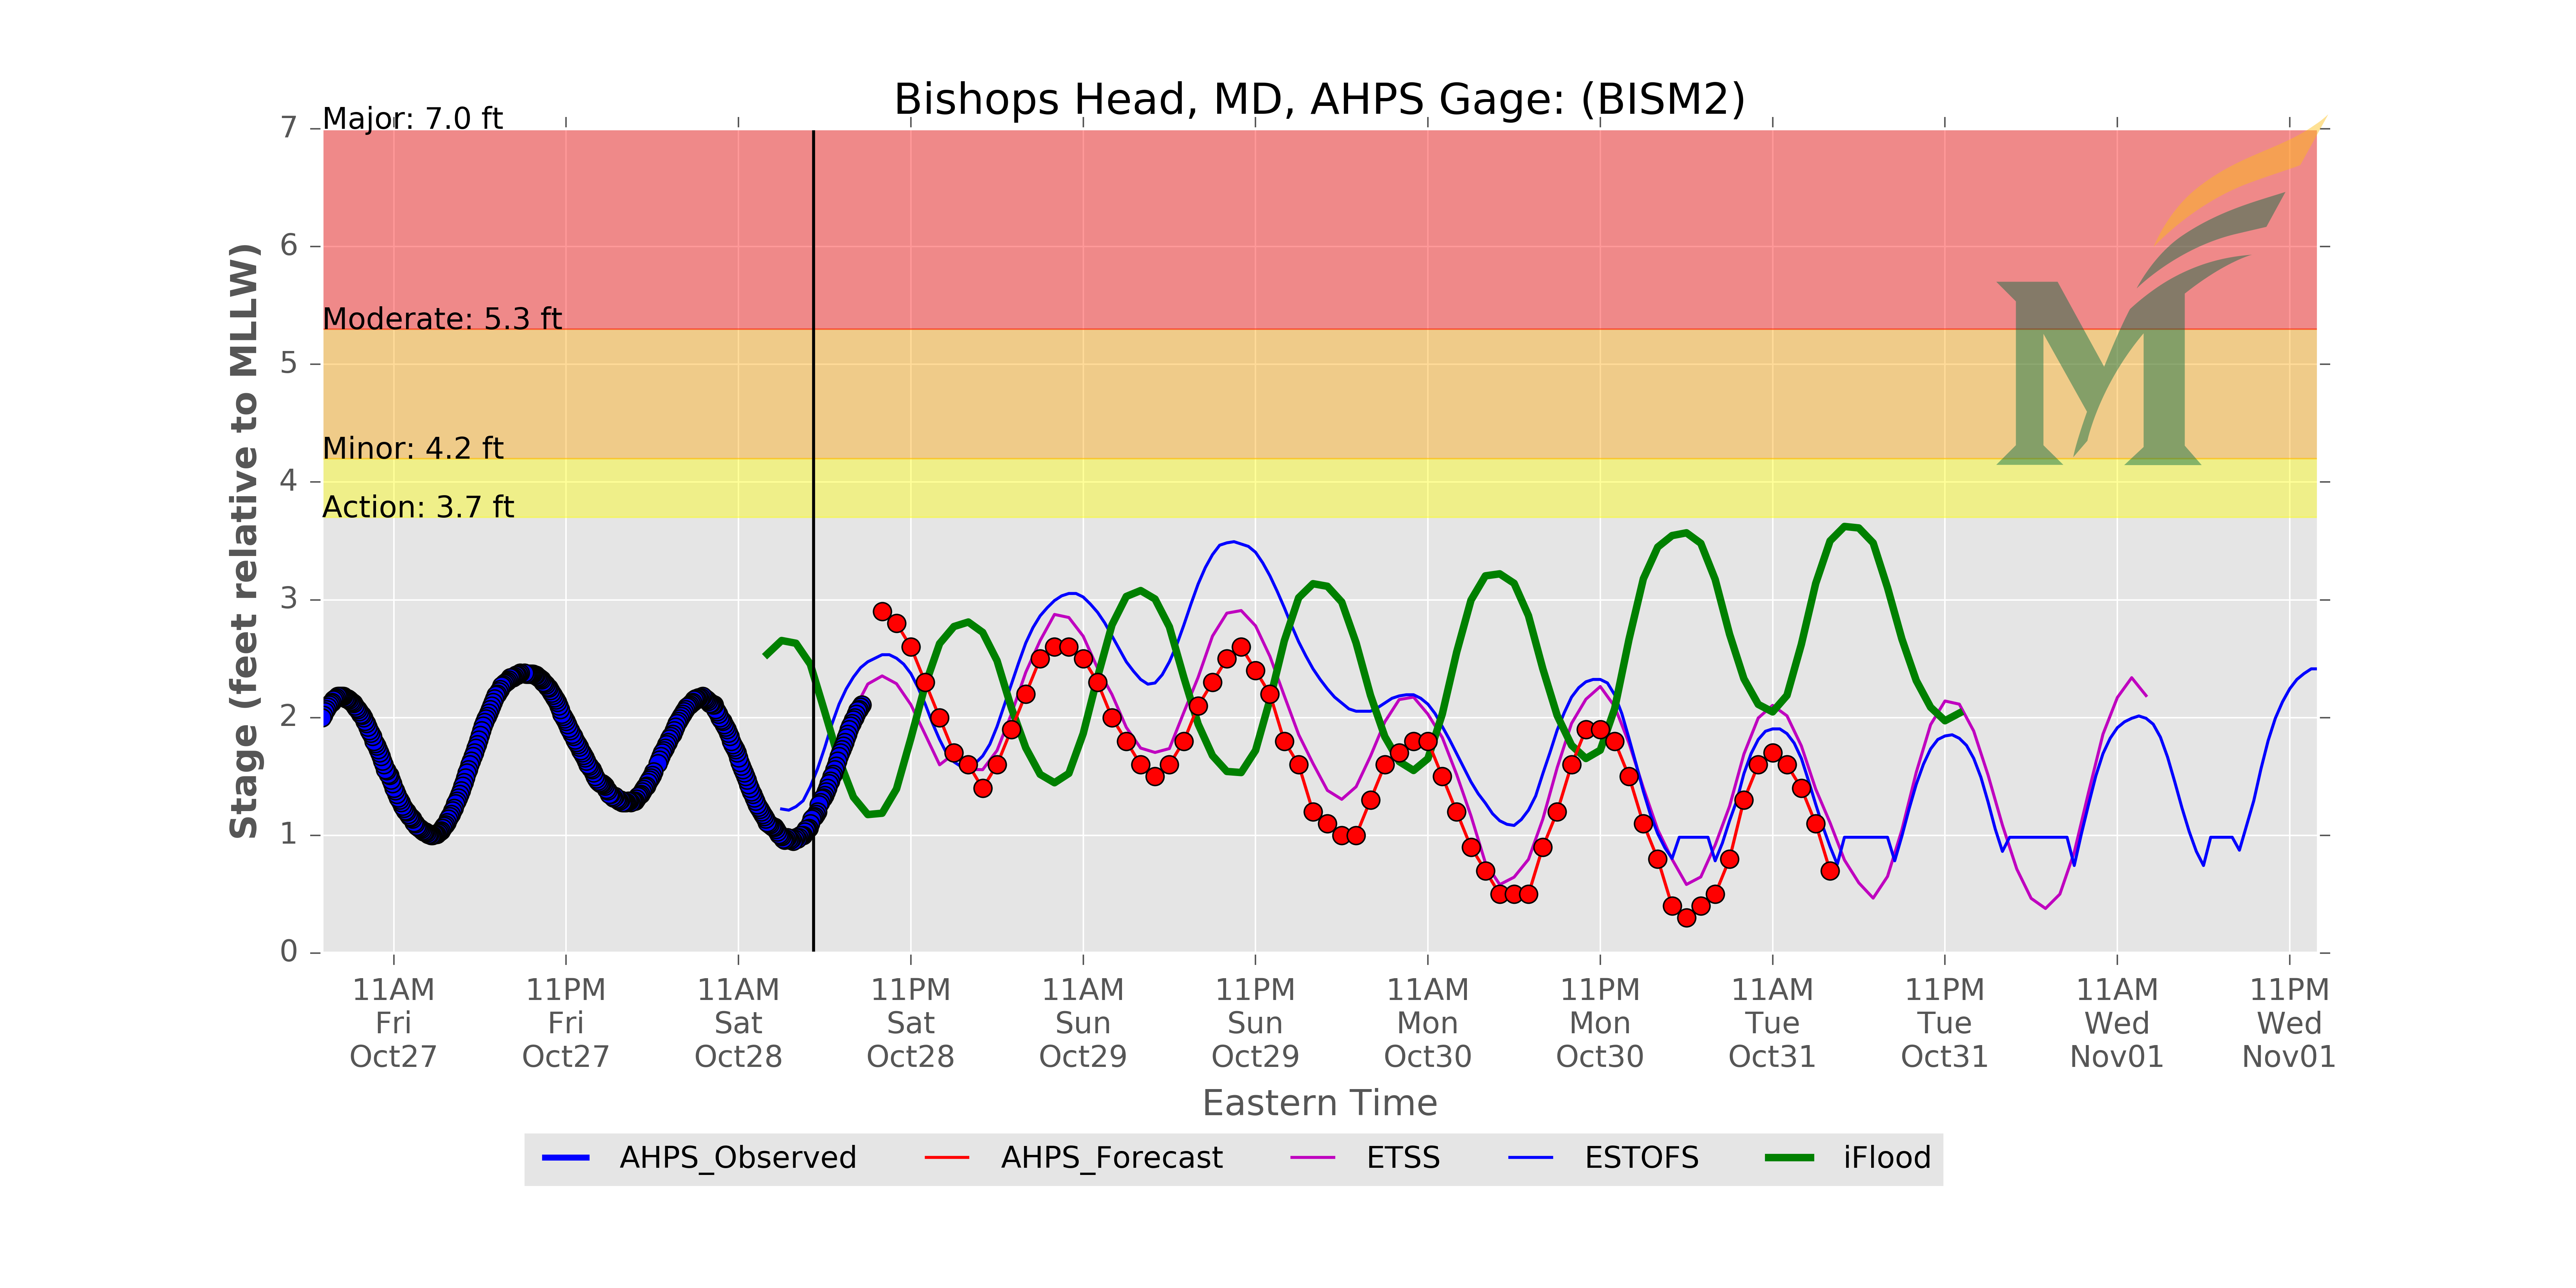 Bishops Head, MD, AHPS Gage: (BISM2)
Stage (feet relative to MLLW)
7
6
5
4
3
2
1
0
Major: 7.0 ft
Moderate: 5.3 ft
Minor: 4.2 ft
Action: 3.7 ft
M
11AM Fri Oct27
11PM Fri Oct27
11AM Sat Oct28
11PM Sat Oct28
11AM Sun Oct29
11PM Sun Oct29
11AM Mon Oct30
11PM Mon Oct30
11AM Tue Oct31
11PM Tue Oct31
11AM Wed Nov01
11PM Wed Nov01
Eastern Time
AHPS_Observed
AHPS_Forecast
ETSS
ESTOFS
iFlood